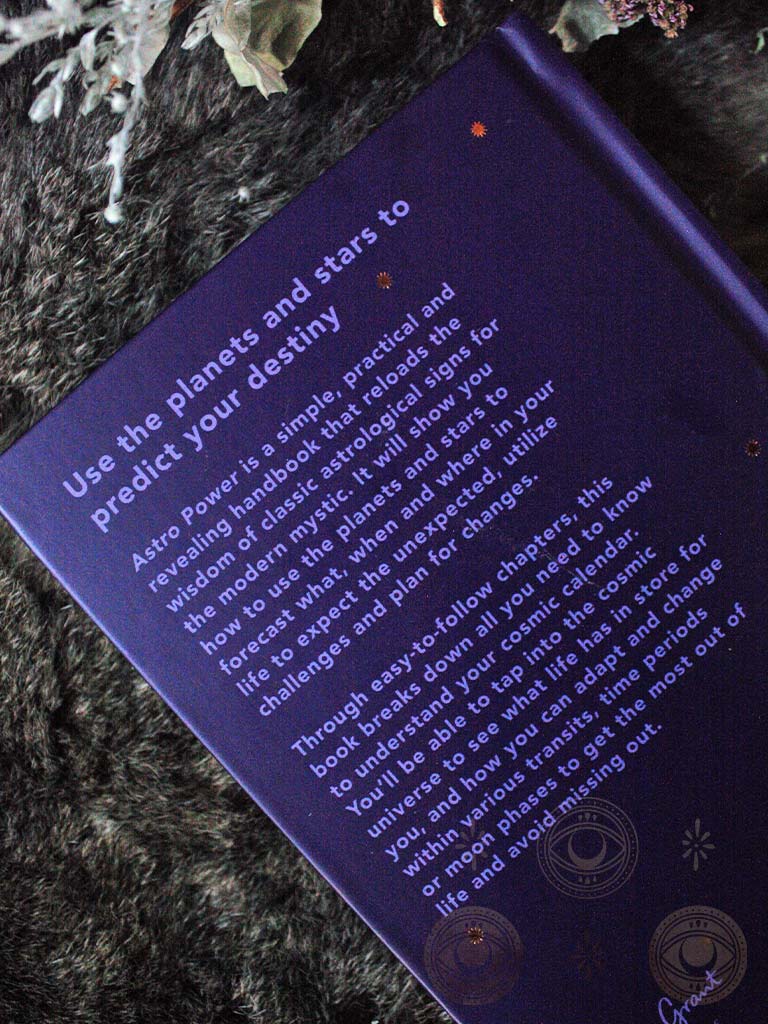 Use the planets and stars to
predict your destiny
Astro Power is a simple, practical and
revealing handbook that reloads the
wisdom of classic astrological signs for
the modern mystic. It will show you
how to use the planets and stars to
forecast what, when and where in your
life to expect the unexpected, utilize
challenges and plan for changes.
Through easy-to-follow chapters, this
book breaks down all you need to know
to understand your cosmic calendar.
You'll be able to tap into the cosmic
universe to see what life has in store for
you, and how you can adapt and change
within various transits, time periods
or moon phases to get the most out of
life and avoid missing out.
Grant